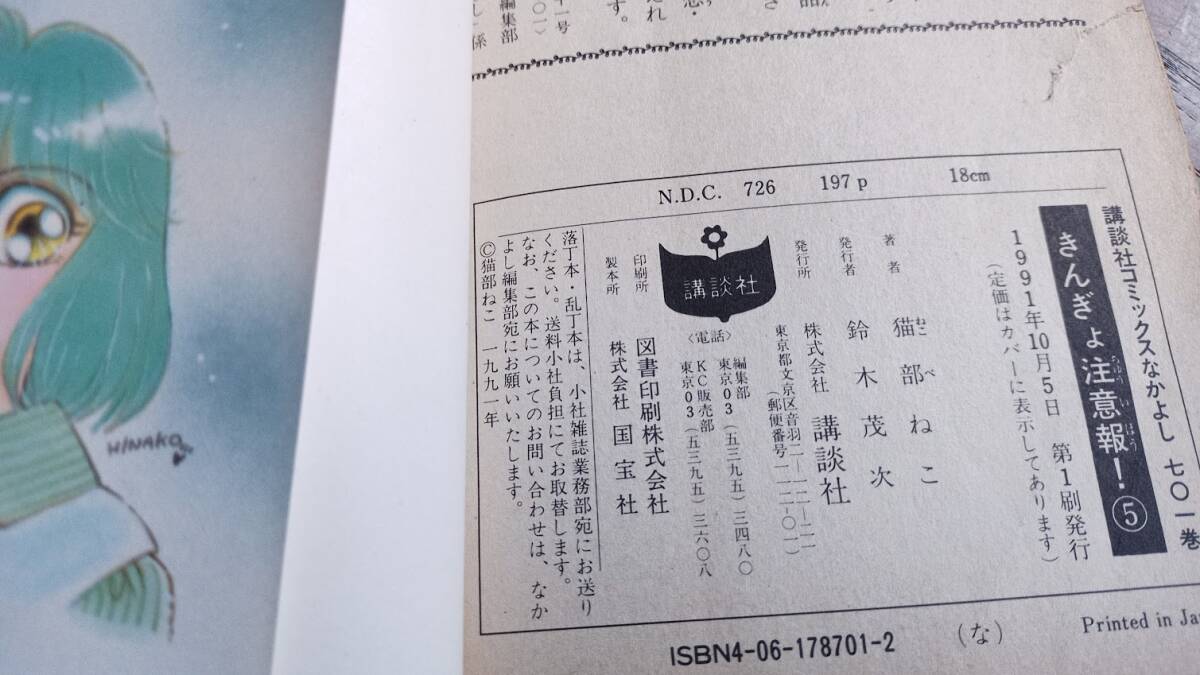 HINAKO
N.D.C. 726 197p 18cm
講談社コミックスなかよし 七〇一巻
きんぎょ注意報!⑤
ちゅういほう
1991年10月5日 第1刷発行
(定価はカバーに表示してあります)
著者 猫部ねこ
ねこべ
発行者 鈴木茂次
発行所 株式会社 講談社
東京都文京区音羽二-一二-二一
(郵便番号一一二-〇一)
講談社
〈電話〉
編集部
東京03(五三九五)三四八〇
KC販売部
東京03(五三九五)三六〇八
印刷所 図書印刷株式会社
製本所 株式会社 国宝社
落丁本・乱丁本は、小社雑誌業務部宛にお送り
ください。送料小社負担にてお取替します。
なお、この本についてのお問い合わせは、なか
よし編集部宛にお願いいたします。
©猫部ねこ 一九九一年
ISBN4-06-178701-2 (な) Printed in